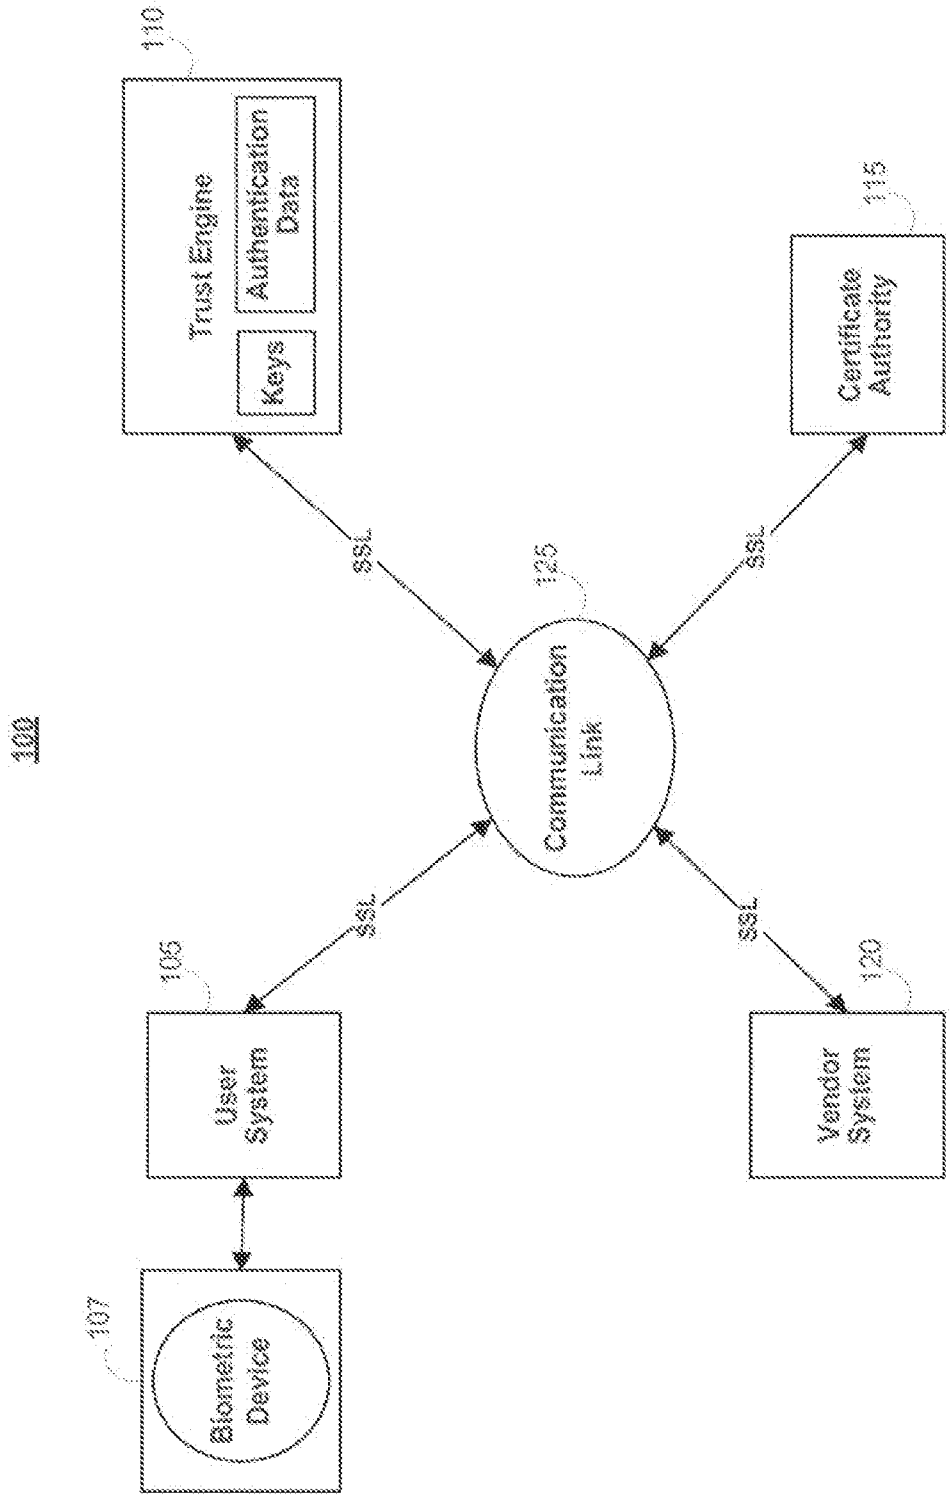 100
107
Biometric
Device
105
User
System
SSL
110
Trust Engine
Keys
Authentication
Data
SSL
125
Communication
Link
SSL
120
Vendor
System
SSL
115
Certificate
Authority